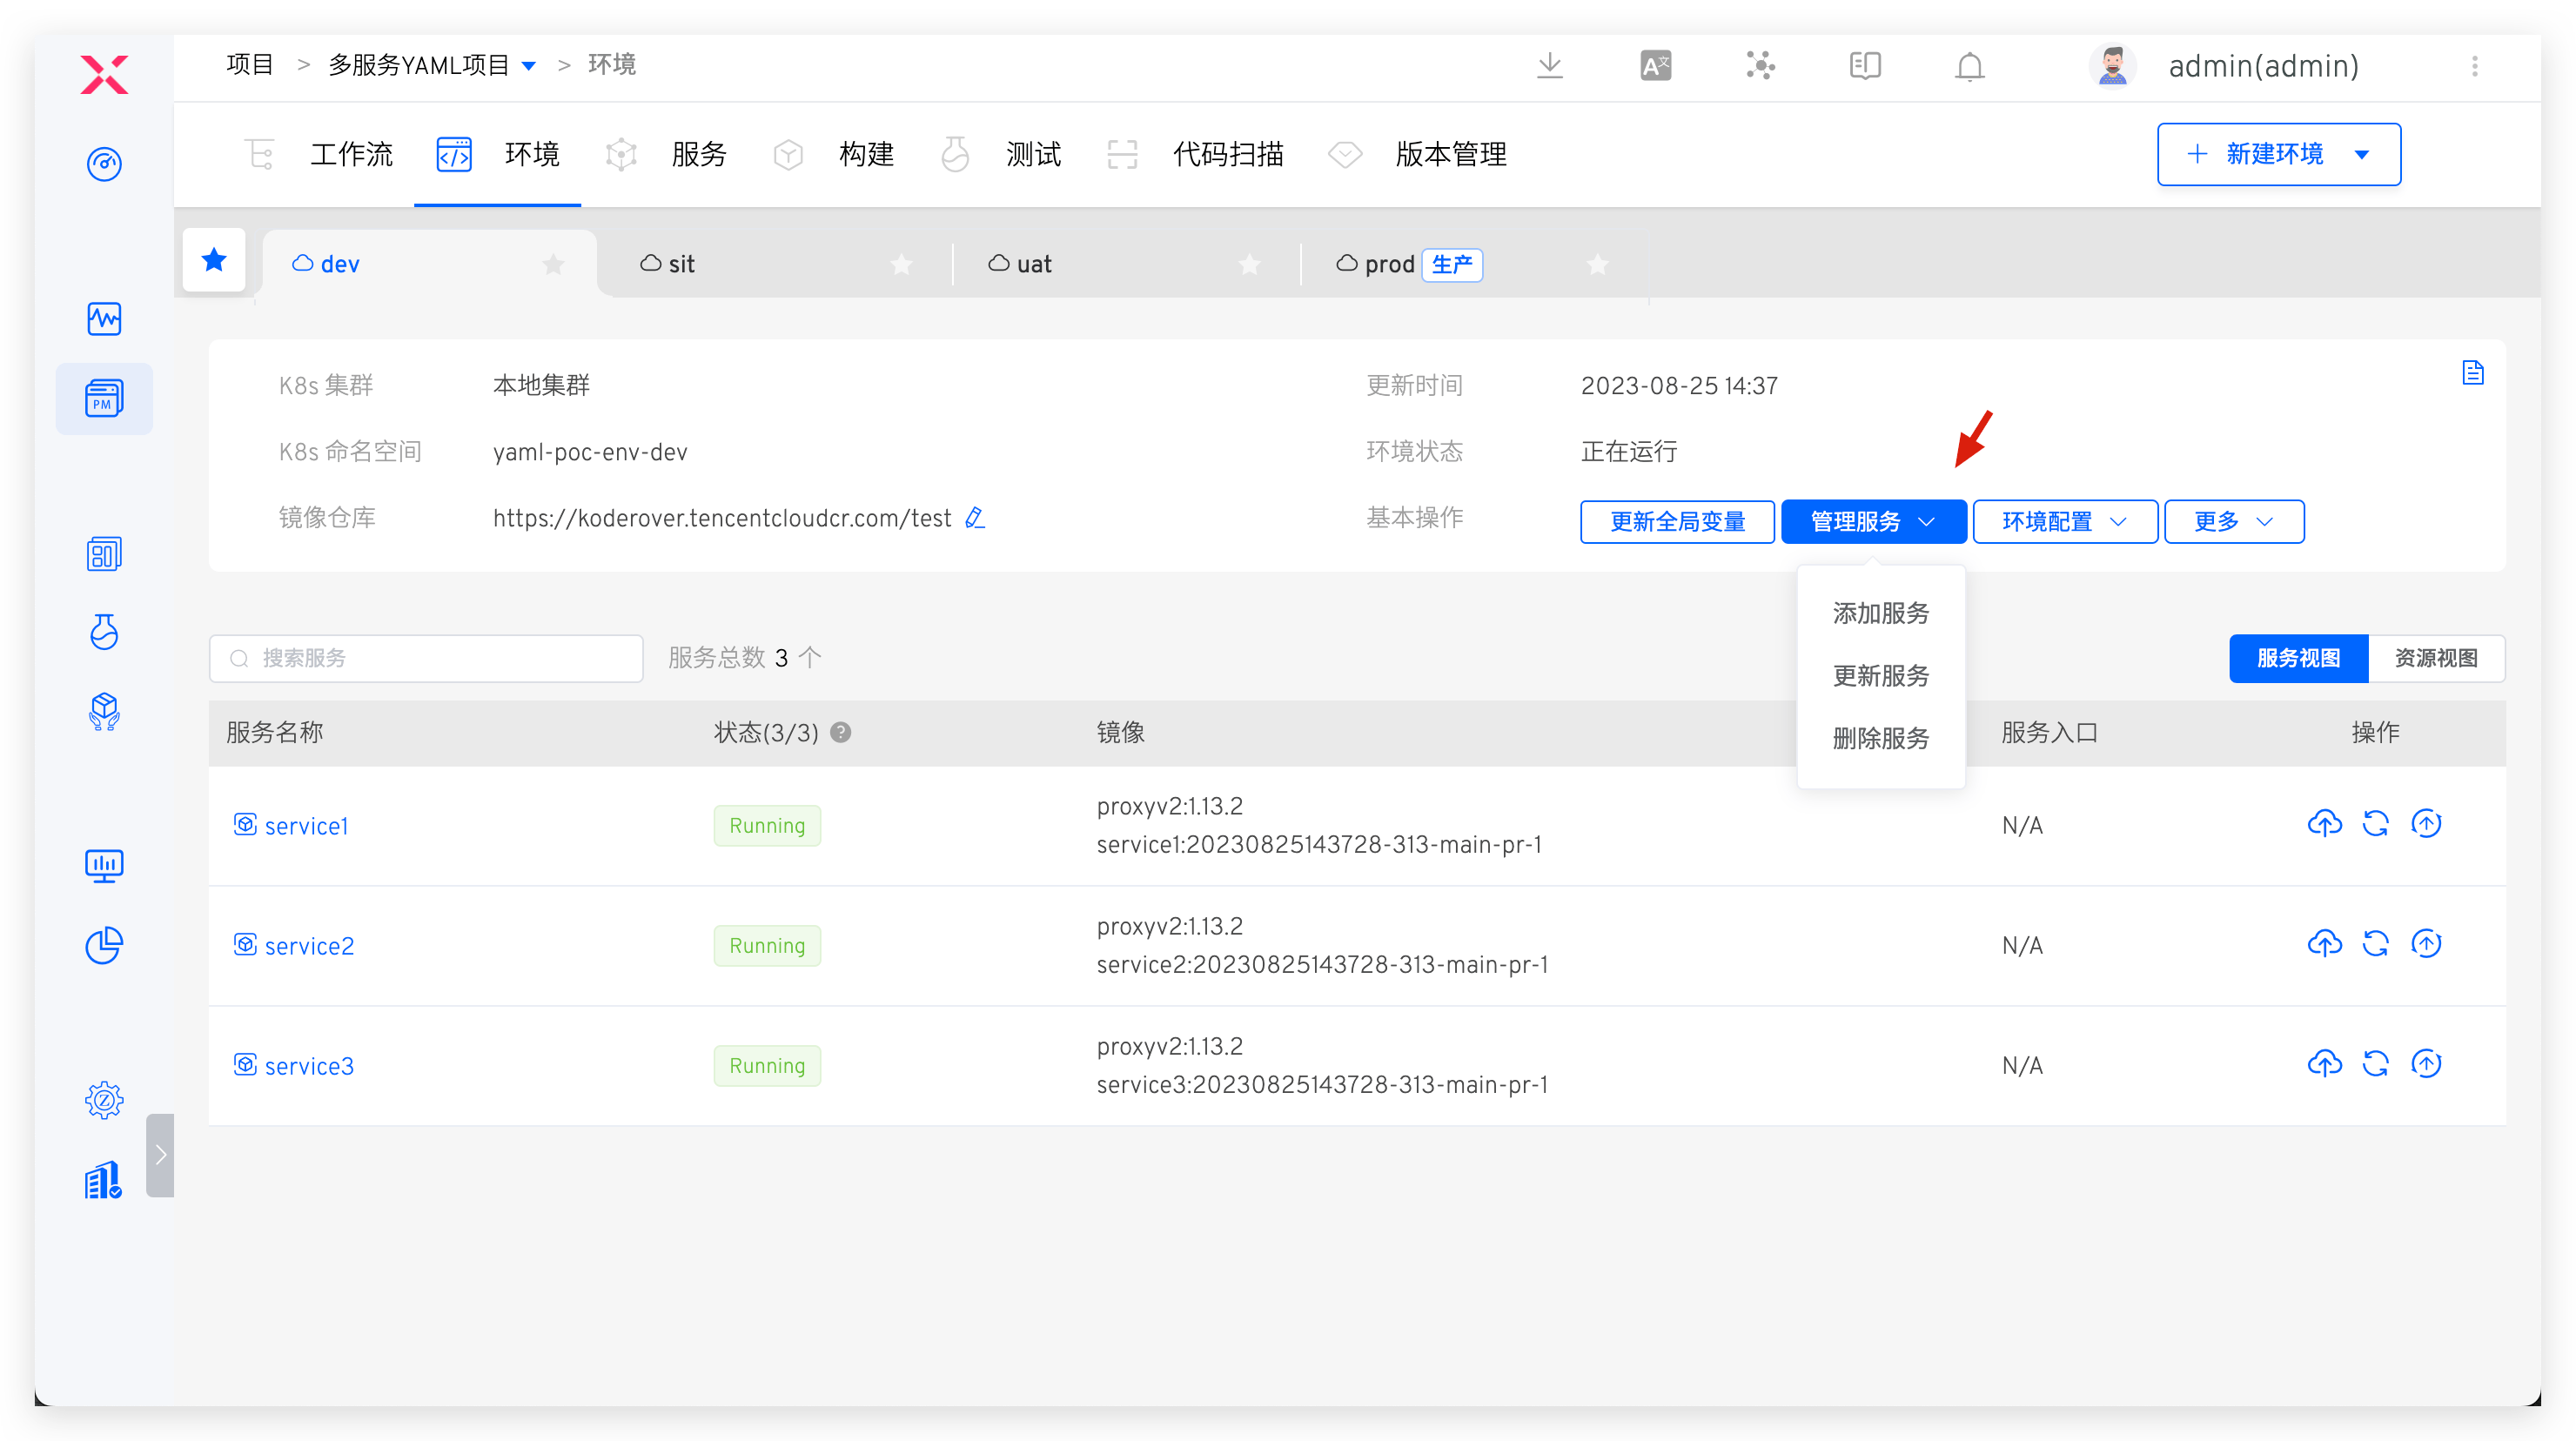 项目 > 多服务YAML项目 > 环境
admin(admin)
工作流 环境 服务 构建 测试 代码扫描 版本管理
+ 新建环境
dev sit uat prod 生产
K8s 集群 本地集群 更新时间 2023-08-25 14:37
K8s 命名空间 yaml-poc-env-dev 环境状态 正在运行
镜像仓库 https://koderover.tencentcloudcr.com/test 基本操作 更新全局变量 管理服务 环境配置 更多
添加服务
更新服务
删除服务
搜索服务 服务总数 3 个 服务视图 资源视图
服务名称 状态(3/3) ? 镜像 服务入口 操作
service1 Running proxyv2:1.13.2 N/A
service1:20230825143728-313-main-pr-1
service2 Running proxyv2:1.13.2 N/A
service2:20230825143728-313-main-pr-1
service3 Running proxyv2:1.13.2 N/A
service3:20230825143728-313-main-pr-1
PM